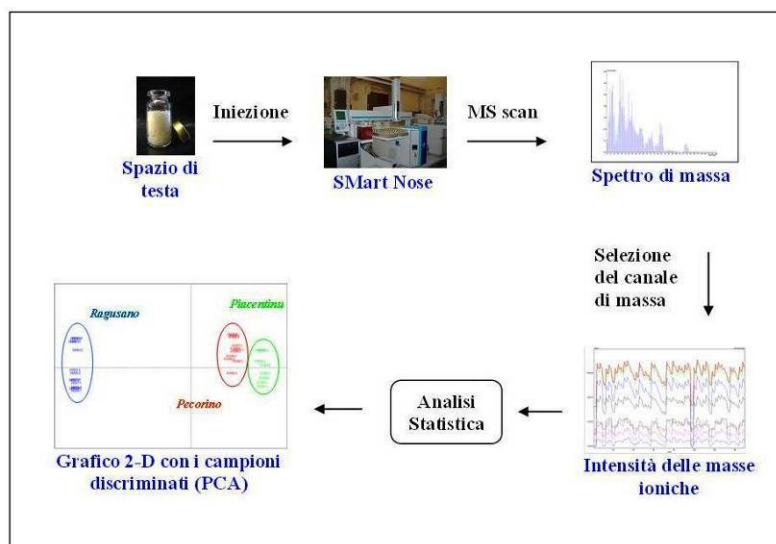 Iniezione
MS scan
Spazio di
testa
SMart Nose
Spettro di massa
Selezione
del canale
di massa
Intensità delle masse
ioniche
Analisi
Statistica
Ragusano
Piacentinu
Pecorino
Grafico 2-D con i campioni
discriminati (PCA)